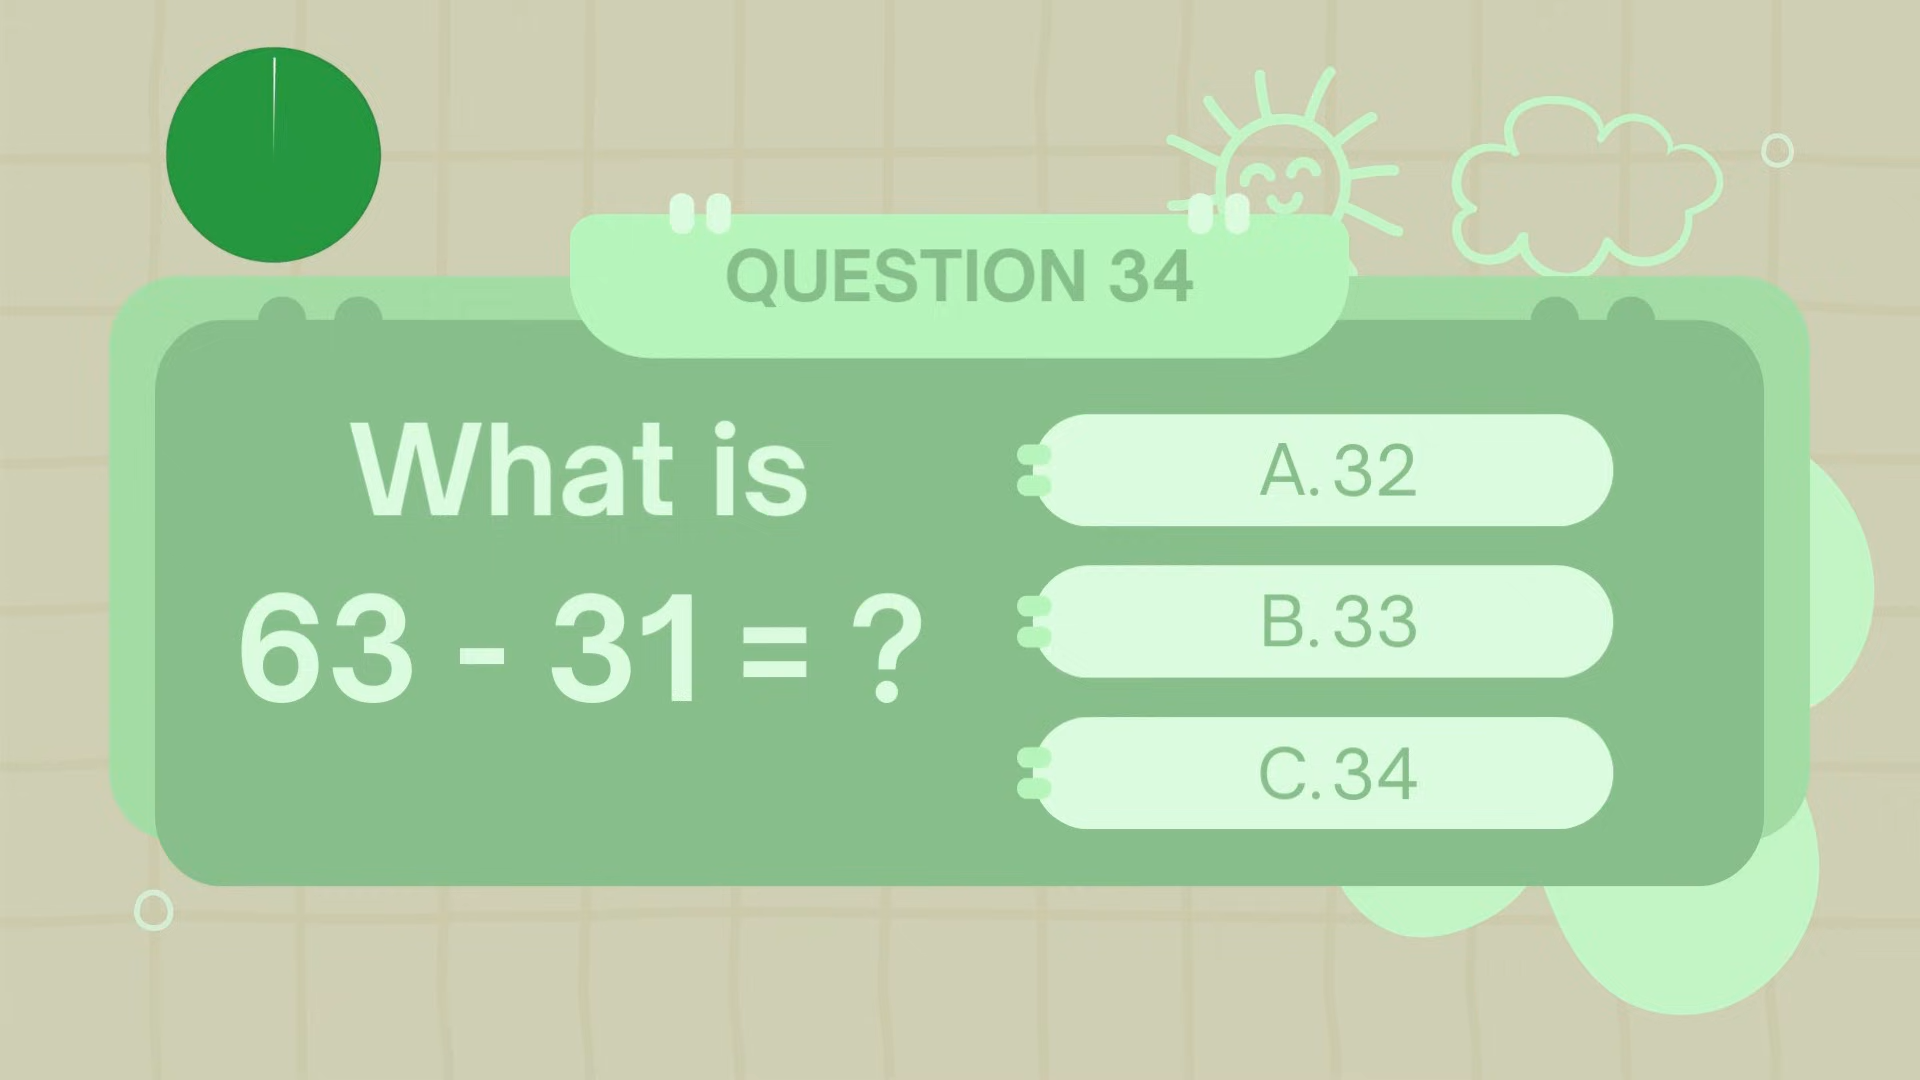 QUESTION 34
What is
63 - 31 = ?
A. 32
B. 33
C. 34